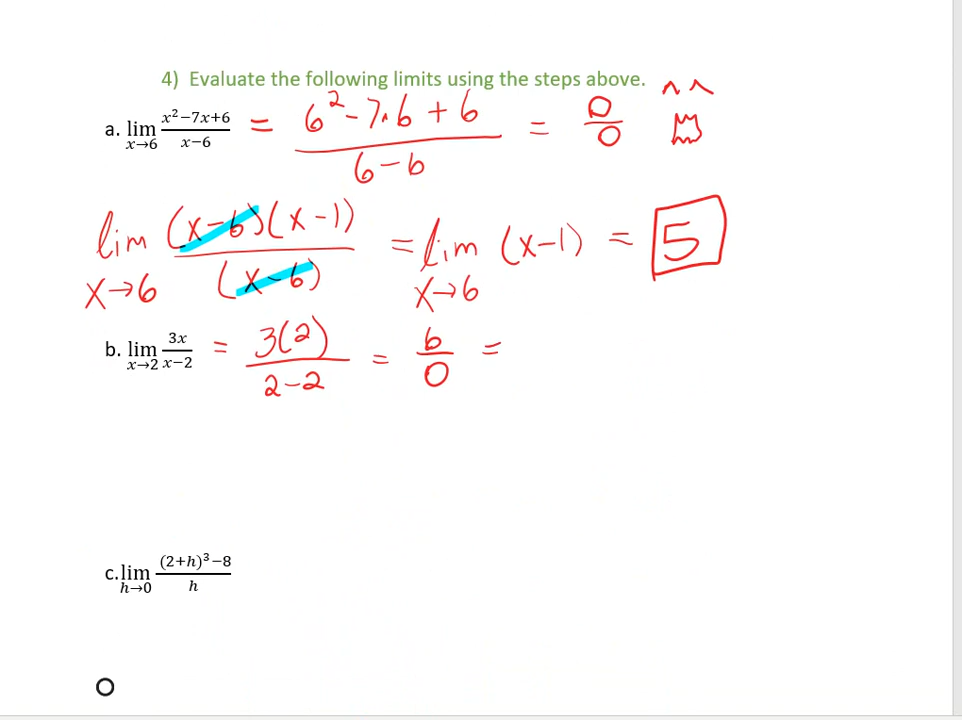 4) Evaluate the following limits using the steps above.
a. lim x→6 (x²−7x+6)/(x−6) = (6²-7·6+6)/(6-6) = 0/0
lim x→6 (x-6)(x-1)/(x-6) = lim x→6 (x-1) = 5
b. lim x→2 3x/(x−2) = 3(2)/(2-2) = 6/0 =
c. lim h→0 ((2+h)³−8)/h